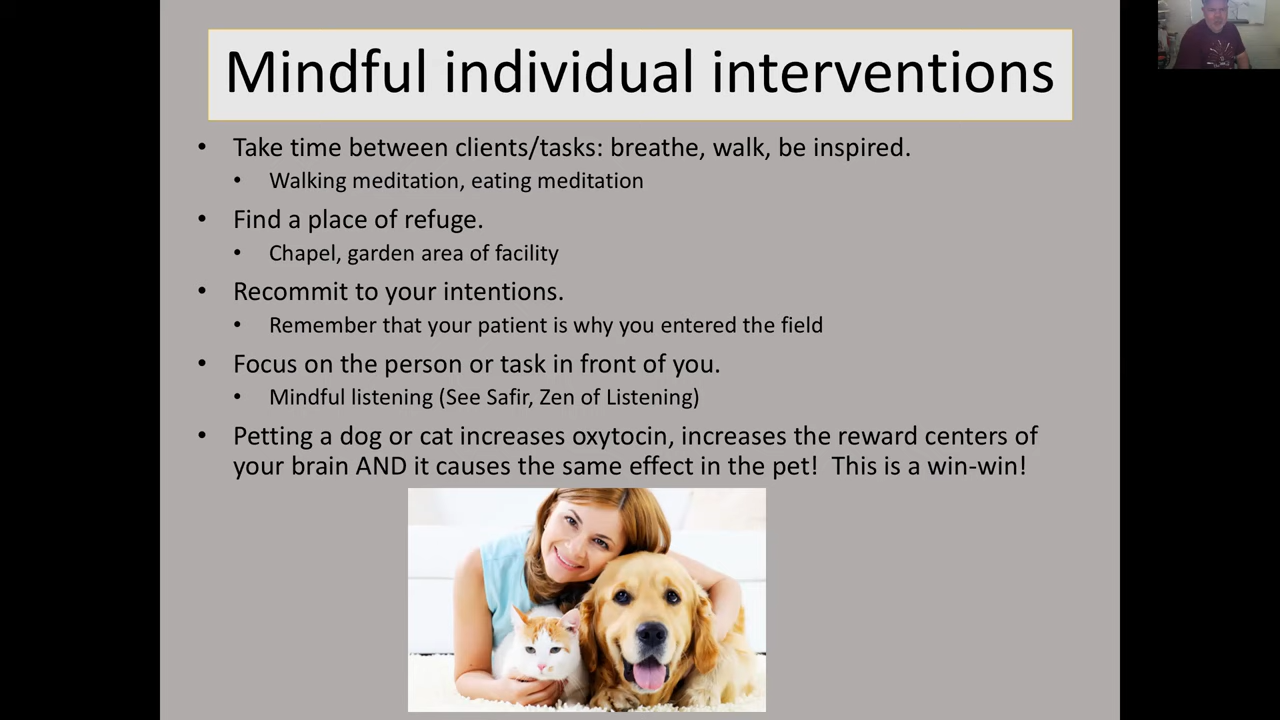 Mindful individual interventions
• Take time between clients/tasks: breathe, walk, be inspired.
• Walking meditation, eating meditation
• Find a place of refuge.
• Chapel, garden area of facility
• Recommit to your intentions.
• Remember that your patient is why you entered the field
• Focus on the person or task in front of you.
• Mindful listening (See Safir, Zen of Listening)
• Petting a dog or cat increases oxytocin, increases the reward centers of
your brain AND it causes the same effect in the pet!  This is a win-win!